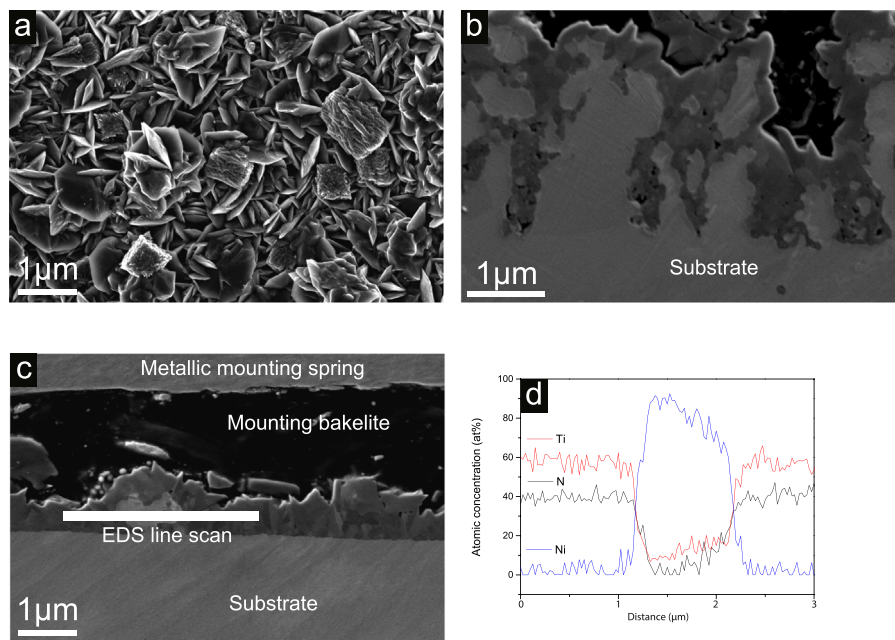 a
1µm
b
Substrate
1µm
c
Metallic mounting spring
Mounting bakelite
EDS line scan
Substrate
1µm
d
100
80
60
40
20
0
Atomic concentration (at%)
Ti
N
Ni
0
1
2
3
Distance (µm)